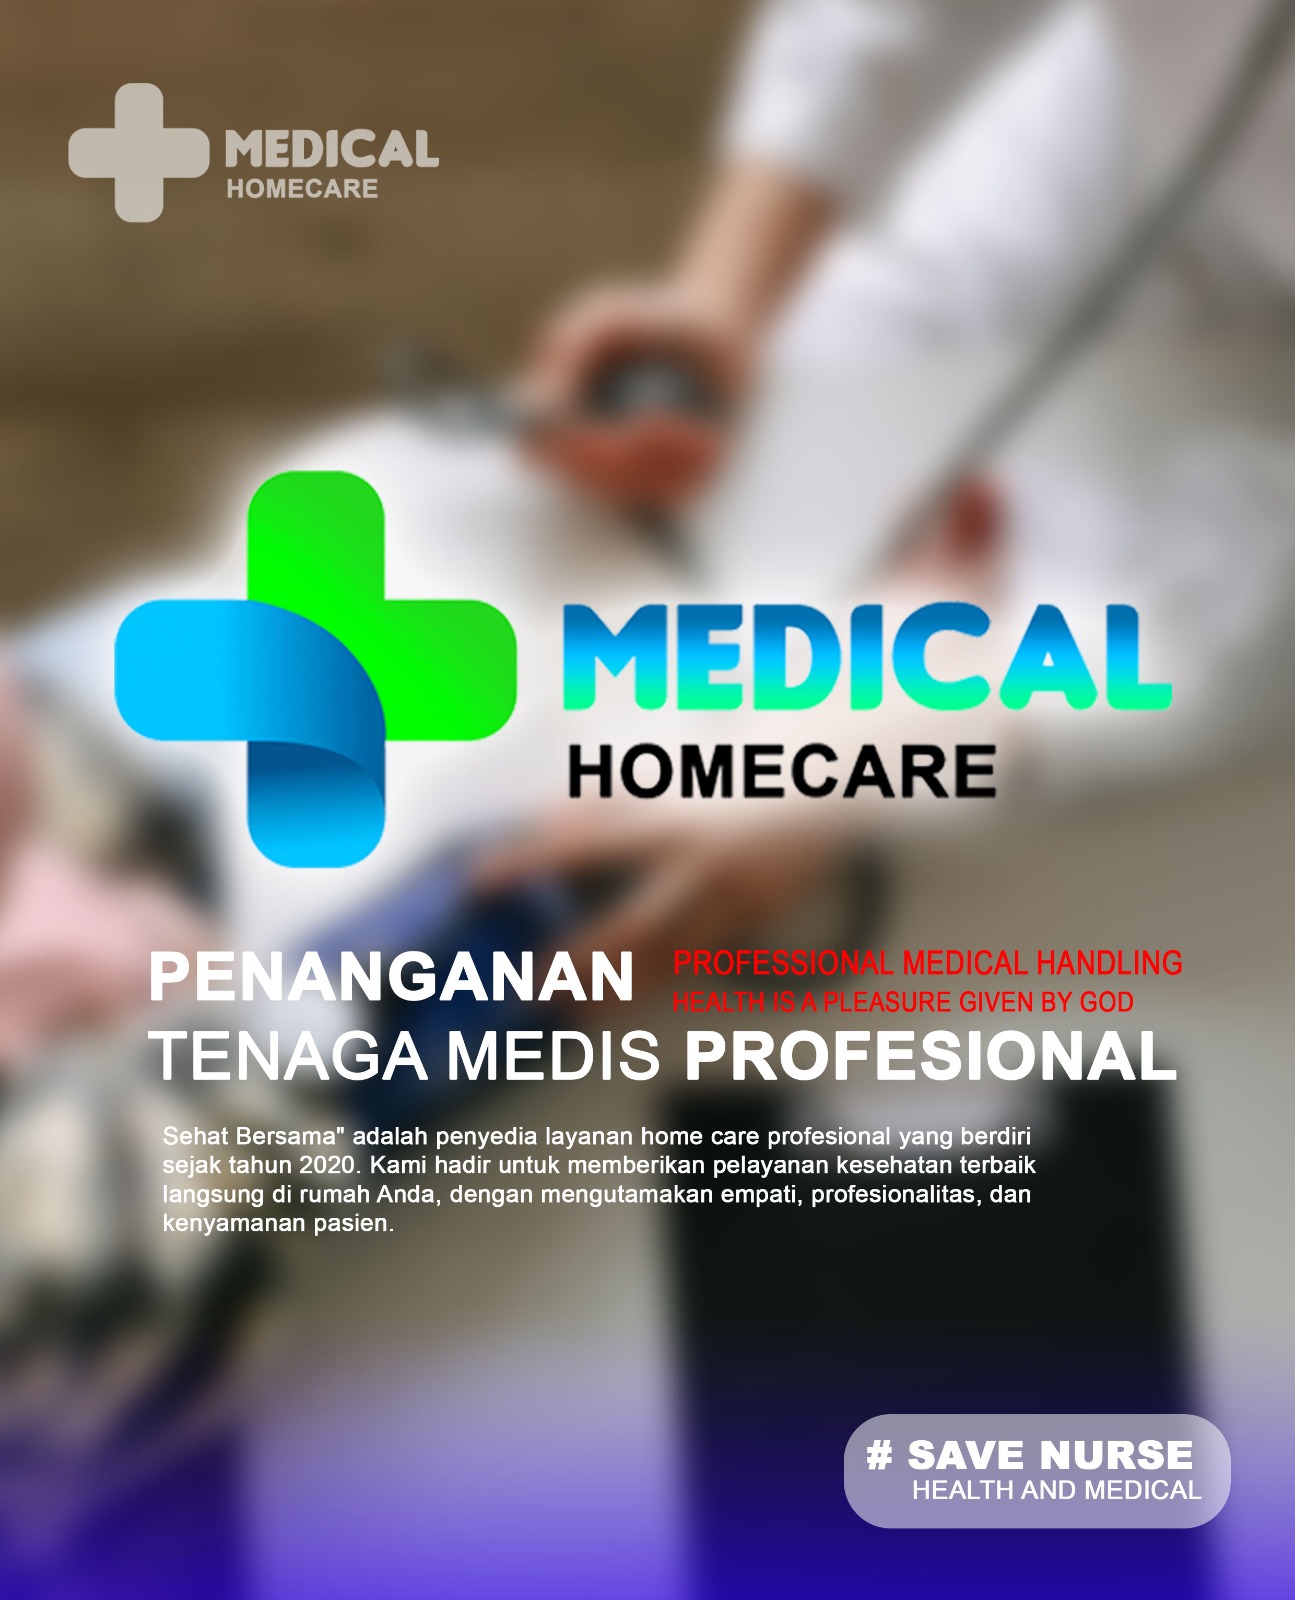 MEDICAL
HOMECARE
MEDICAL
HOMECARE
PENANGANAN
PROFESSIONAL MEDICAL HANDLING
HEALTH IS A PLEASURE GIVEN BY GOD
TENAGA MEDIS PROFESIONAL
Sehat Bersama" adalah penyedia layanan home care profesional yang berdiri
sejak tahun 2020. Kami hadir untuk memberikan pelayanan kesehatan terbaik
langsung di rumah Anda, dengan mengutamakan empati, profesionalitas, dan
kenyamanan pasien.
# SAVE NURSE
HEALTH AND MEDICAL